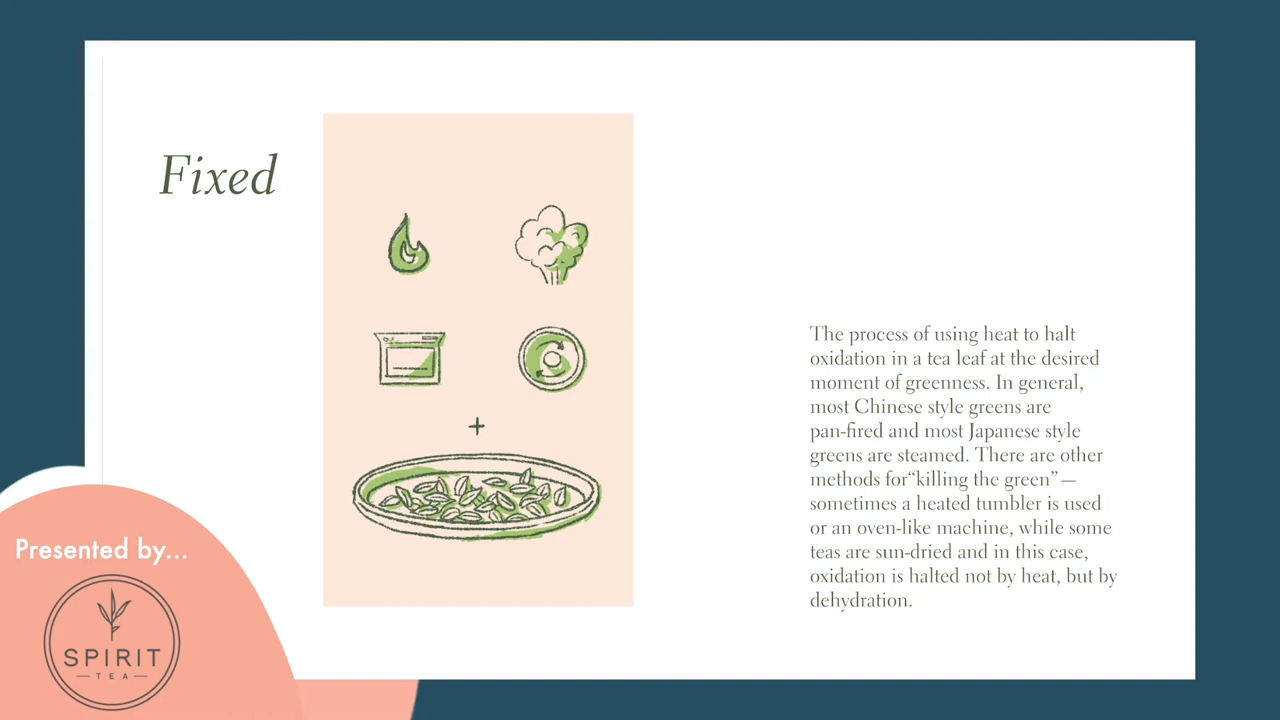 Fixed
The process of using heat to halt
oxidation in a tea leaf at the desired
moment of greenness. In general,
most Chinese style greens are
pan-fired and most Japanese style
greens are steamed. There are other
methods for“killing the green”—
sometimes a heated tumbler is used
or an oven-like machine, while some
teas are sun-dried and in this case,
oxidation is halted not by heat, but by
dehydration.
Presented by...
SPIRIT
TEA